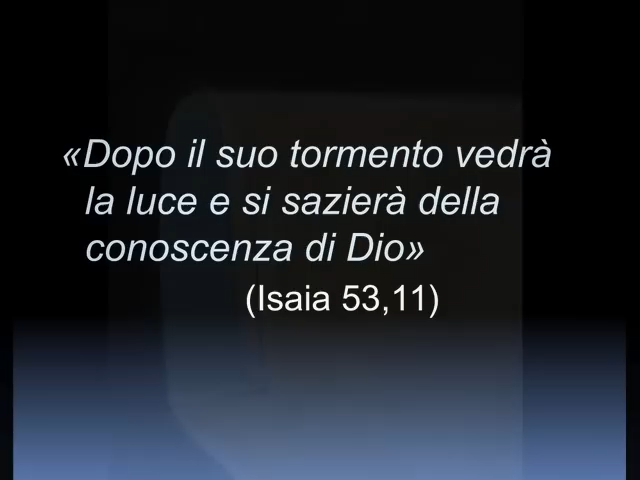 «Dopo il suo tormento vedrà
la luce e si sazierà della
conoscenza di Dio»
(Isaia 53,11)